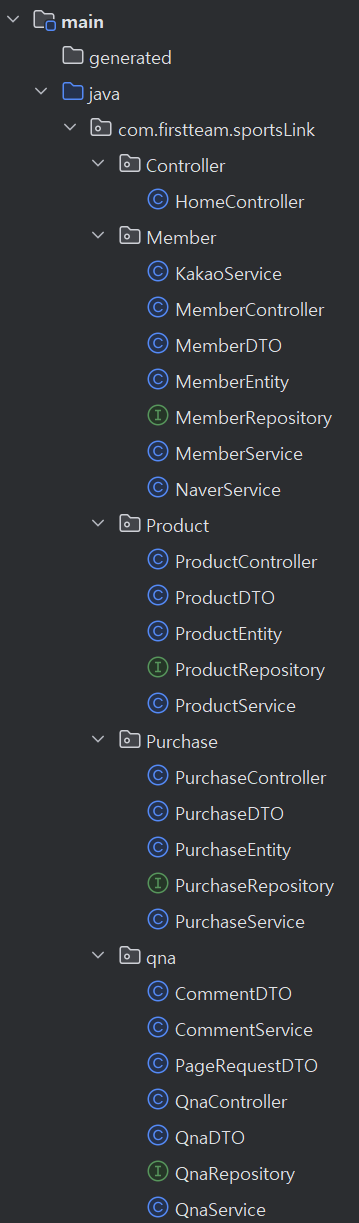 main
generated
java
com.firstteam.sportsLink
Controller
HomeController
Member
KakaoService
MemberController
MemberDTO
MemberEntity
MemberRepository
MemberService
NaverService
Product
ProductController
ProductDTO
ProductEntity
ProductRepository
ProductService
Purchase
PurchaseController
PurchaseDTO
PurchaseEntity
PurchaseRepository
PurchaseService
qna
CommentDTO
CommentService
PageRequestDTO
QnaController
QnaDTO
QnaRepository
QnaService